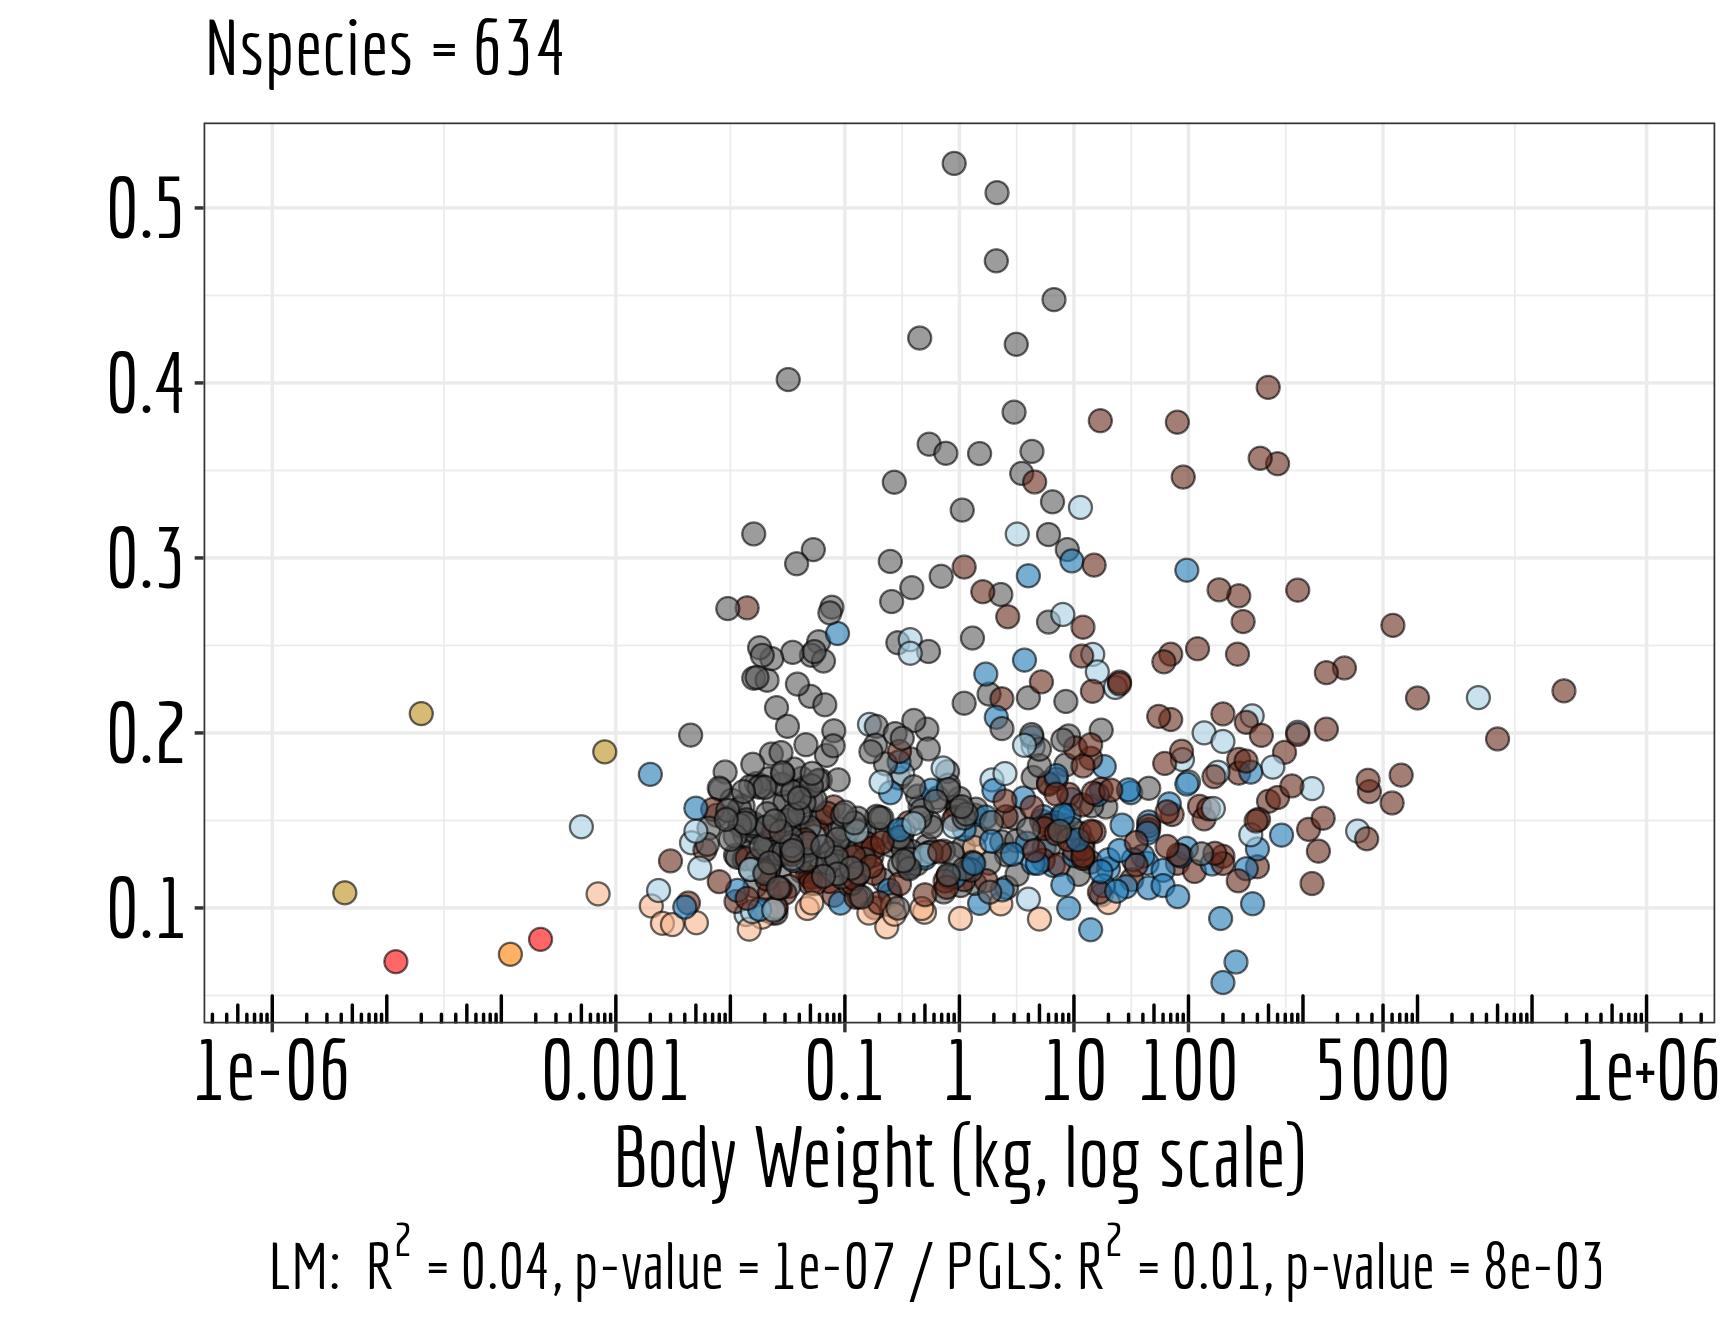 Nspecies = 634
0.5
0.4
0.3
0.2
0.1
1e-06 0.001 0.1 1 10 100 5000 1e+06
Body Weight (kg, log scale)
LM: R² = 0.04, p-value = 1e-07 / PGLS: R² = 0.01, p-value = 8e-03